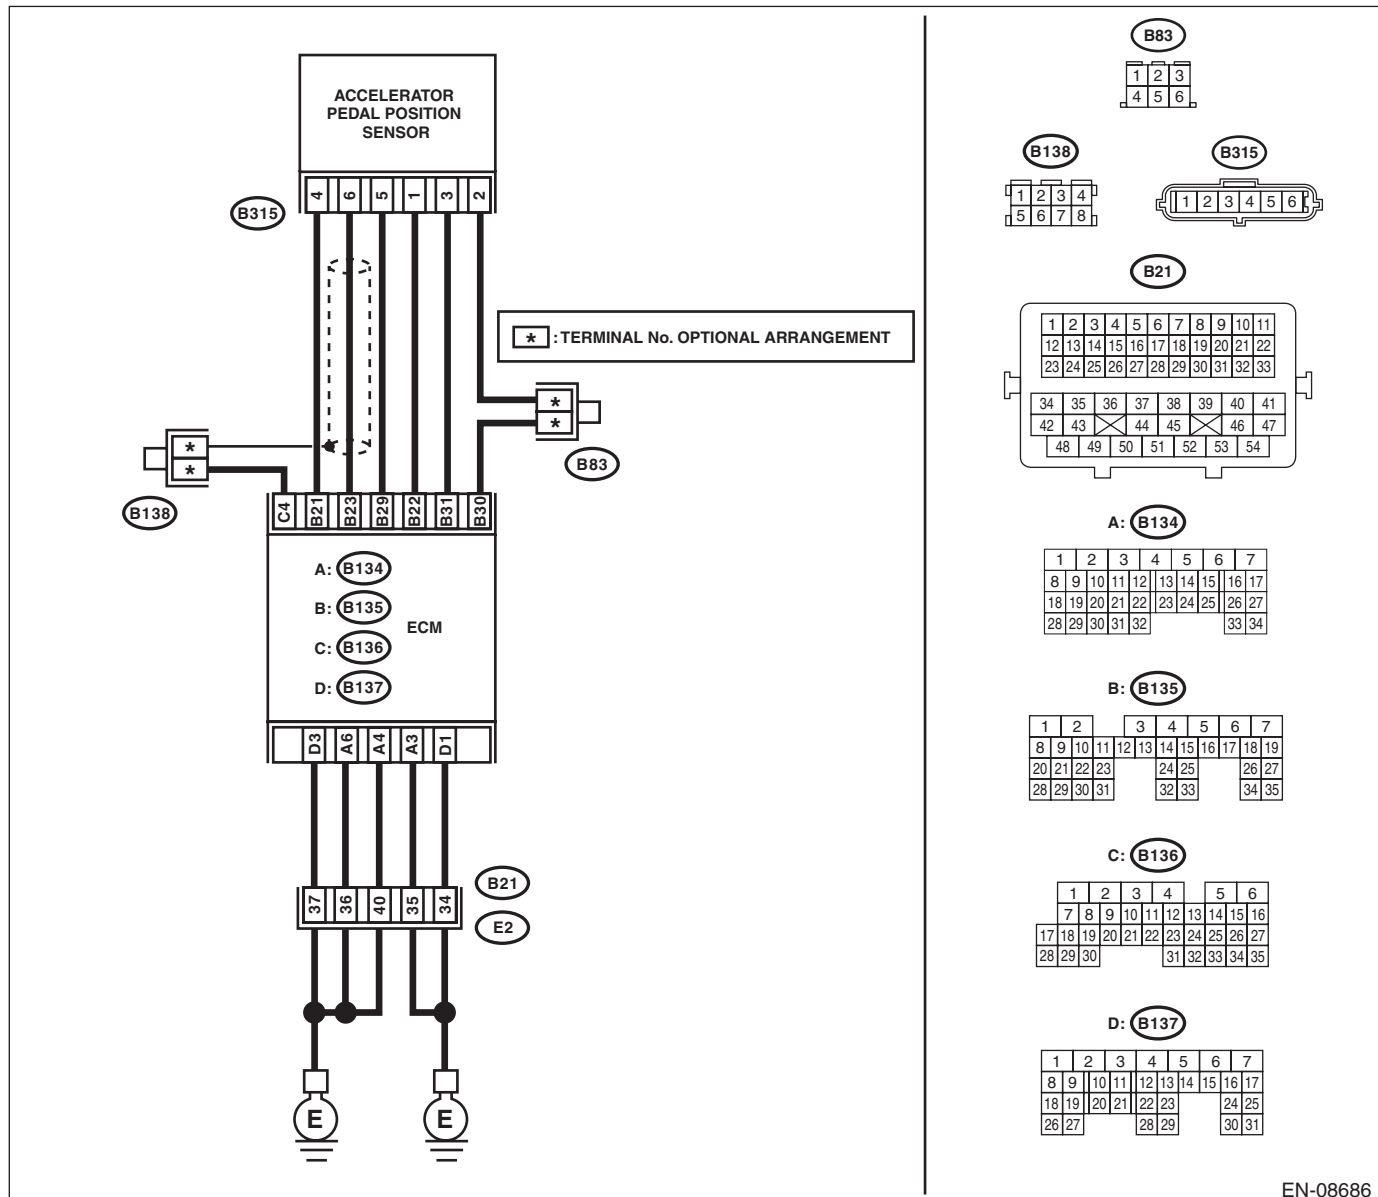 ACCELERATOR
PEDAL POSITION
SENSOR
4 6 5 1 3 2
B315
* : TERMINAL No. OPTIONAL ARRANGEMENT
*
*
B83
*
*
B138
C4 B21 B23 B29 B22 B31 B30
A: B134
B: B135
ECM
C: B136
D: B137
D3 A6 A4 A3 D1
B21
37 36 40 35 34
E2
E E
B83
1 2 3
4 5 6
B138
1 2 3 4
5 6 7 8
B315
1 2 3 4 5 6
B21
1 2 3 4 5 6 7 8 9 10 11
12 13 14 15 16 17 18 19 20 21 22
23 24 25 26 27 28 29 30 31 32 33
34 35 36 37 38 39 40 41
42 43 44 45 46 47
48 49 50 51 52 53 54
A: B134
1 2 3 4 5 6 7
8 9 10 11 12 13 14 15 16 17
18 19 20 21 22 23 24 25 26 27
28 29 30 31 32 33 34
B: B135
1 2 3 4 5 6 7
8 9 10 11 12 13 14 15 16 17 18 19
20 21 22 23 24 25 26 27
28 29 30 31 32 33 34 35
C: B136
1 2 3 4 5 6
7 8 9 10 11 12 13 14 15 16
17 18 19 20 21 22 23 24 25 26 27
28 29 30 31 32 33 34 35
D: B137
1 2 3 4 5 6 7
8 9 10 11 12 13 14 15 16 17
18 19 20 21 22 23 24 25
26 27 28 29 30 31
EN-08686